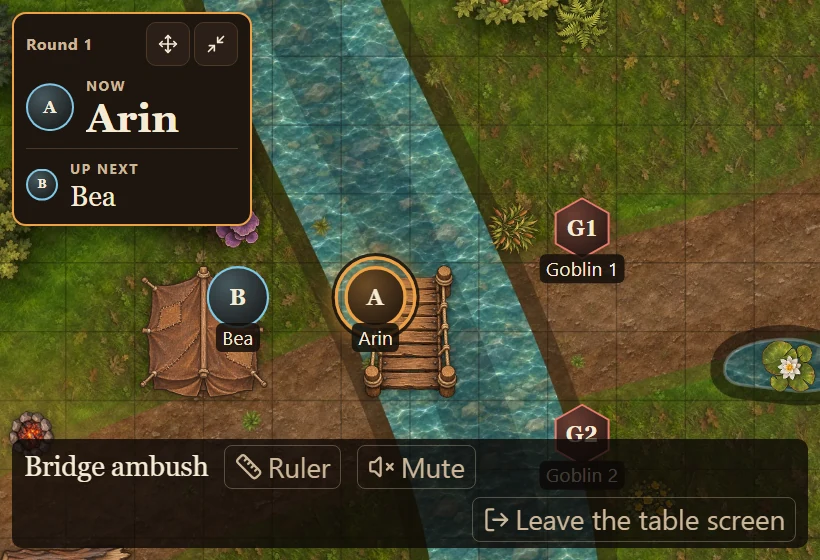 Round 1
A
NOW
Arin
B
UP NEXT
Bea
G1
Goblin 1
B
Bea
A
Arin
G2
Goblin 2
Bridge ambush
Ruler
Mute
Leave the table screen